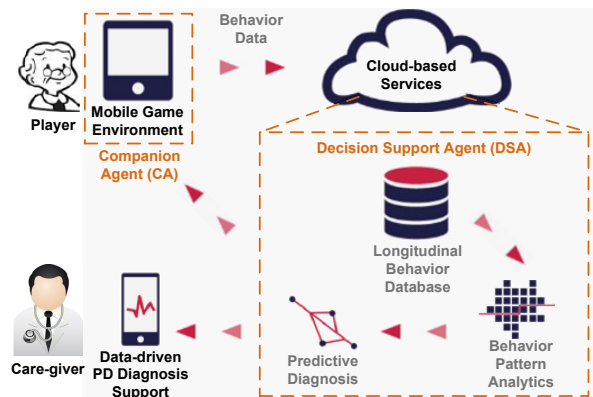 Behavior
Data
Cloud-based
Services
Mobile Game
Environment
Player
Companion
Agent (CA)
Decision Support Agent (DSA)
Longitudinal
Behavior
Database
Behavior
Pattern
Analytics
Predictive
Diagnosis
Data-driven
PD Diagnosis
Support
Care-giver